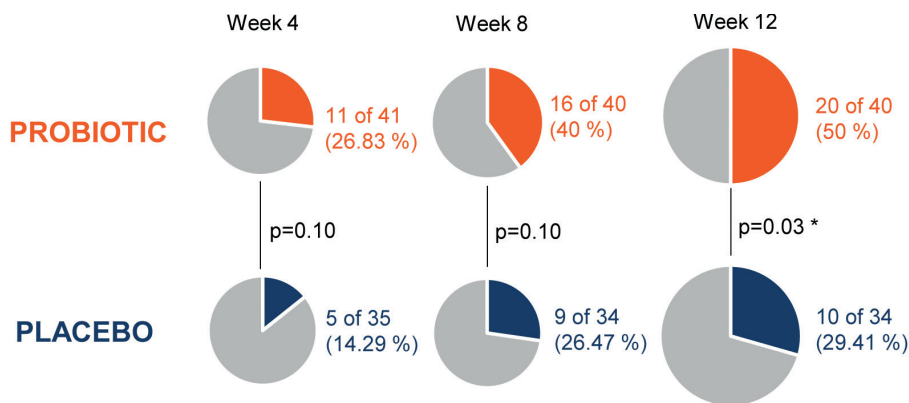 Week 4
Week 8
Week 12
PROBIOTIC
11 of 41
(26.83 %)
16 of 40
(40 %)
20 of 40
(50 %)
p=0.10
p=0.10
p=0.03 *
PLACEBO
5 of 35
(14.29 %)
9 of 34
(26.47 %)
10 of 34
(29.41 %)